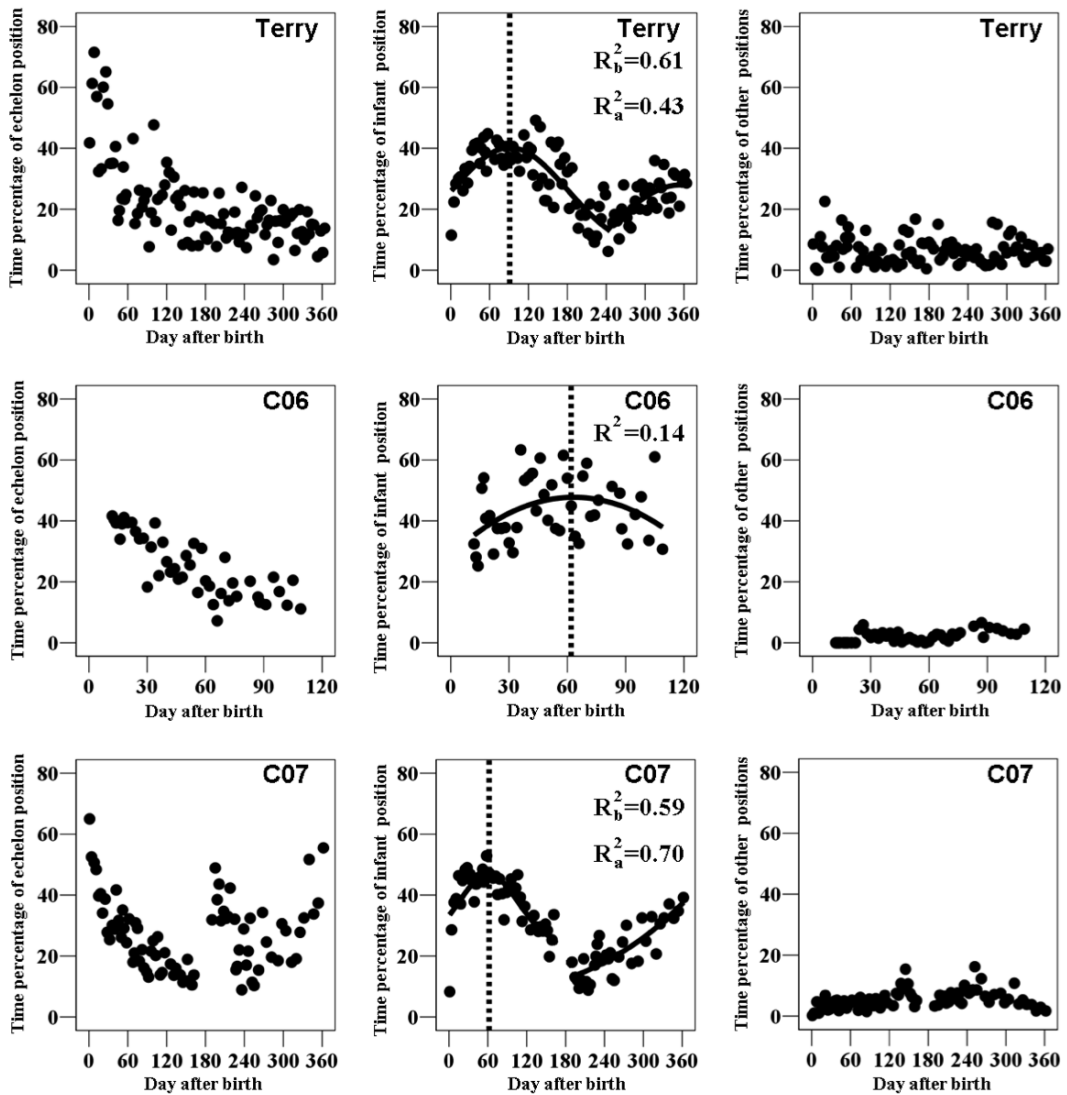 Terry
Time percentage of echelon position
80
60
40
20
0
0 60 120 180 240 300 360
Day after birth
Terry
R²b=0.61
R²a=0.43
Time percentage of infant position
80
60
40
20
0
0 60 120 180 240 300 360
Day after birth
Terry
Time percentage of other positions
80
60
40
20
0
0 60 120 180 240 300 360
Day after birth
C06
Time percentage of echelon position
80
60
40
20
0
0 30 60 90 120
Day after birth
C06
R²=0.14
Time percentage of infant position
80
60
40
20
0
0 30 60 90 120
Day after birth
C06
Time percentage of other positions
80
60
40
20
0
0 30 60 90 120
Day after birth
C07
Time percentage of echelon position
80
60
40
20
0
0 60 120 180 240 300 360
Day after birth
C07
R²b=0.59
R²a=0.70
Time percentage of infant position
80
60
40
20
0
0 60 120 180 240 300 360
Day after birth
C07
Time percentage of other positions
80
60
40
20
0
0 60 120 180 240 300 360
Day after birth